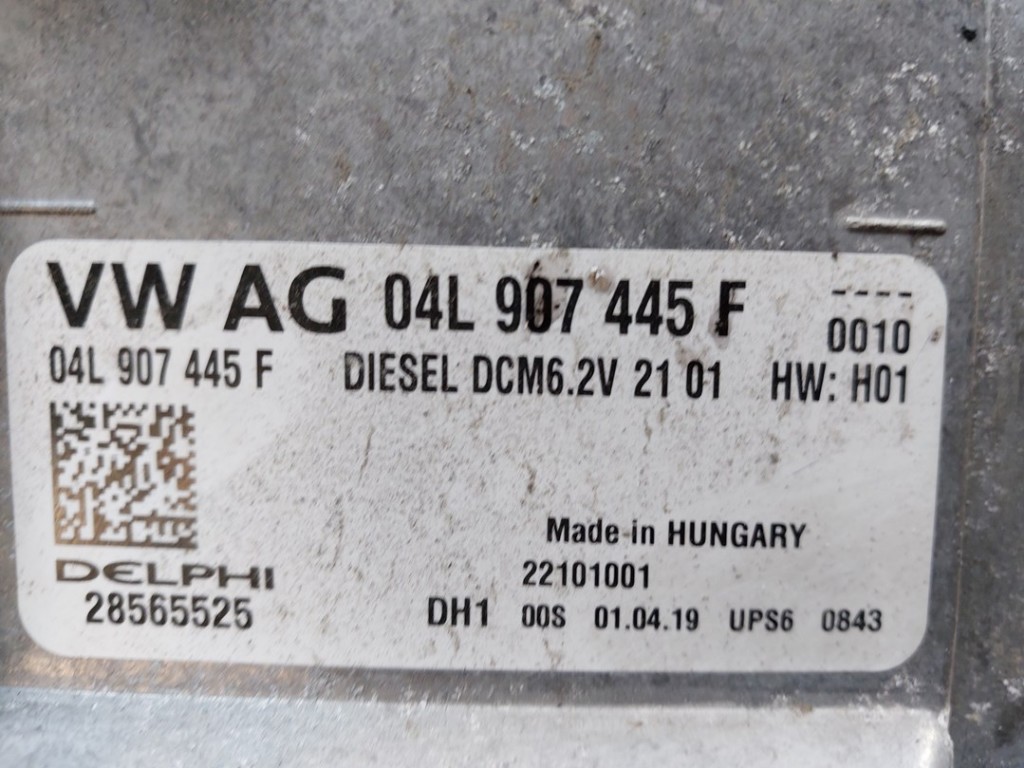 VW AG 04L 907 445 F ----
0010
04L 907 445 F DIESEL DCM6.2V 21 01 HW: H01
Made in HUNGARY
DELPHI 22101001
28565525 DH1 00S 01.04.19 UPS6 0843